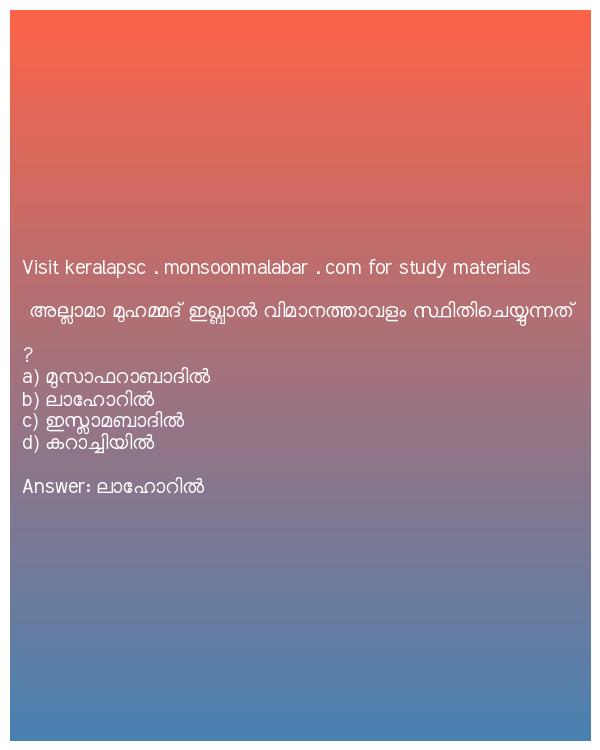 Visit keralapsc . monsoonmalabar . com for study materials
അല്ലാമാ മുഹമ്മദ് ഇഖ്ബാൽ വിമാനത്താവളം സ്ഥിതിചെയ്യുന്നത്
?
a) മുസാഫറാബാദിൽ
b) ലാഹോറിൽ
c) ഇസ്ലാമബാദിൽ
d) കറാച്ചിയിൽ
Answer: ലാഹോറിൽ